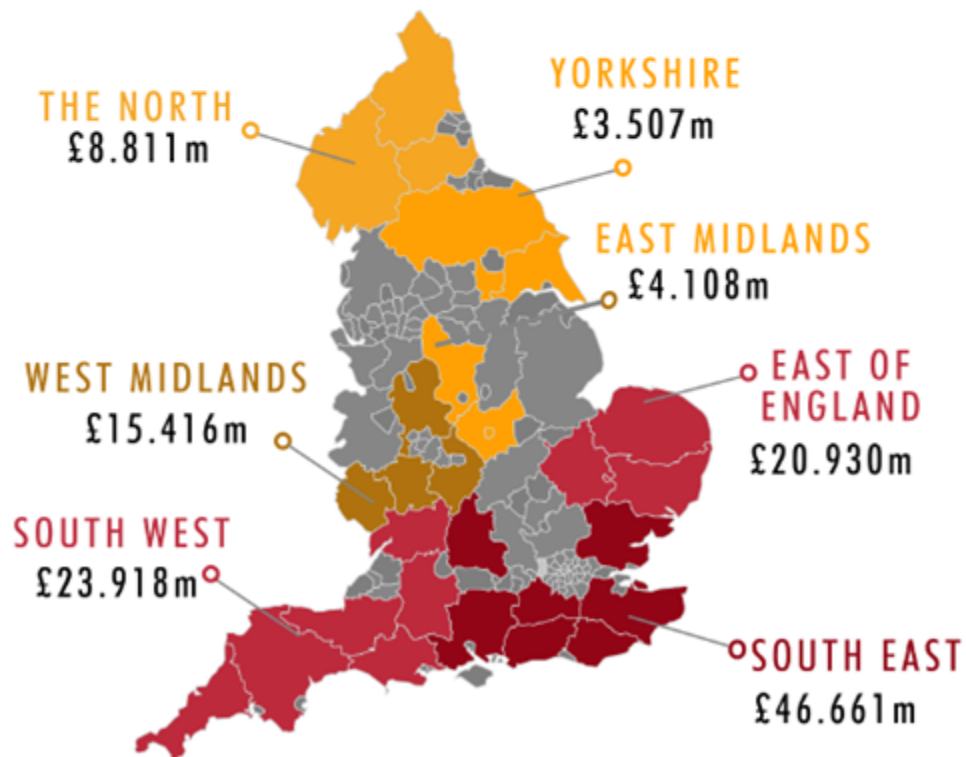 THE NORTH
£8.811m
YORKSHIRE
£3.507m
EAST MIDLANDS
£4.108m
WEST MIDLANDS
£15.416m
EAST OF
ENGLAND
£20.930m
SOUTH WEST
£23.918m
SOUTH EAST
£46.661m